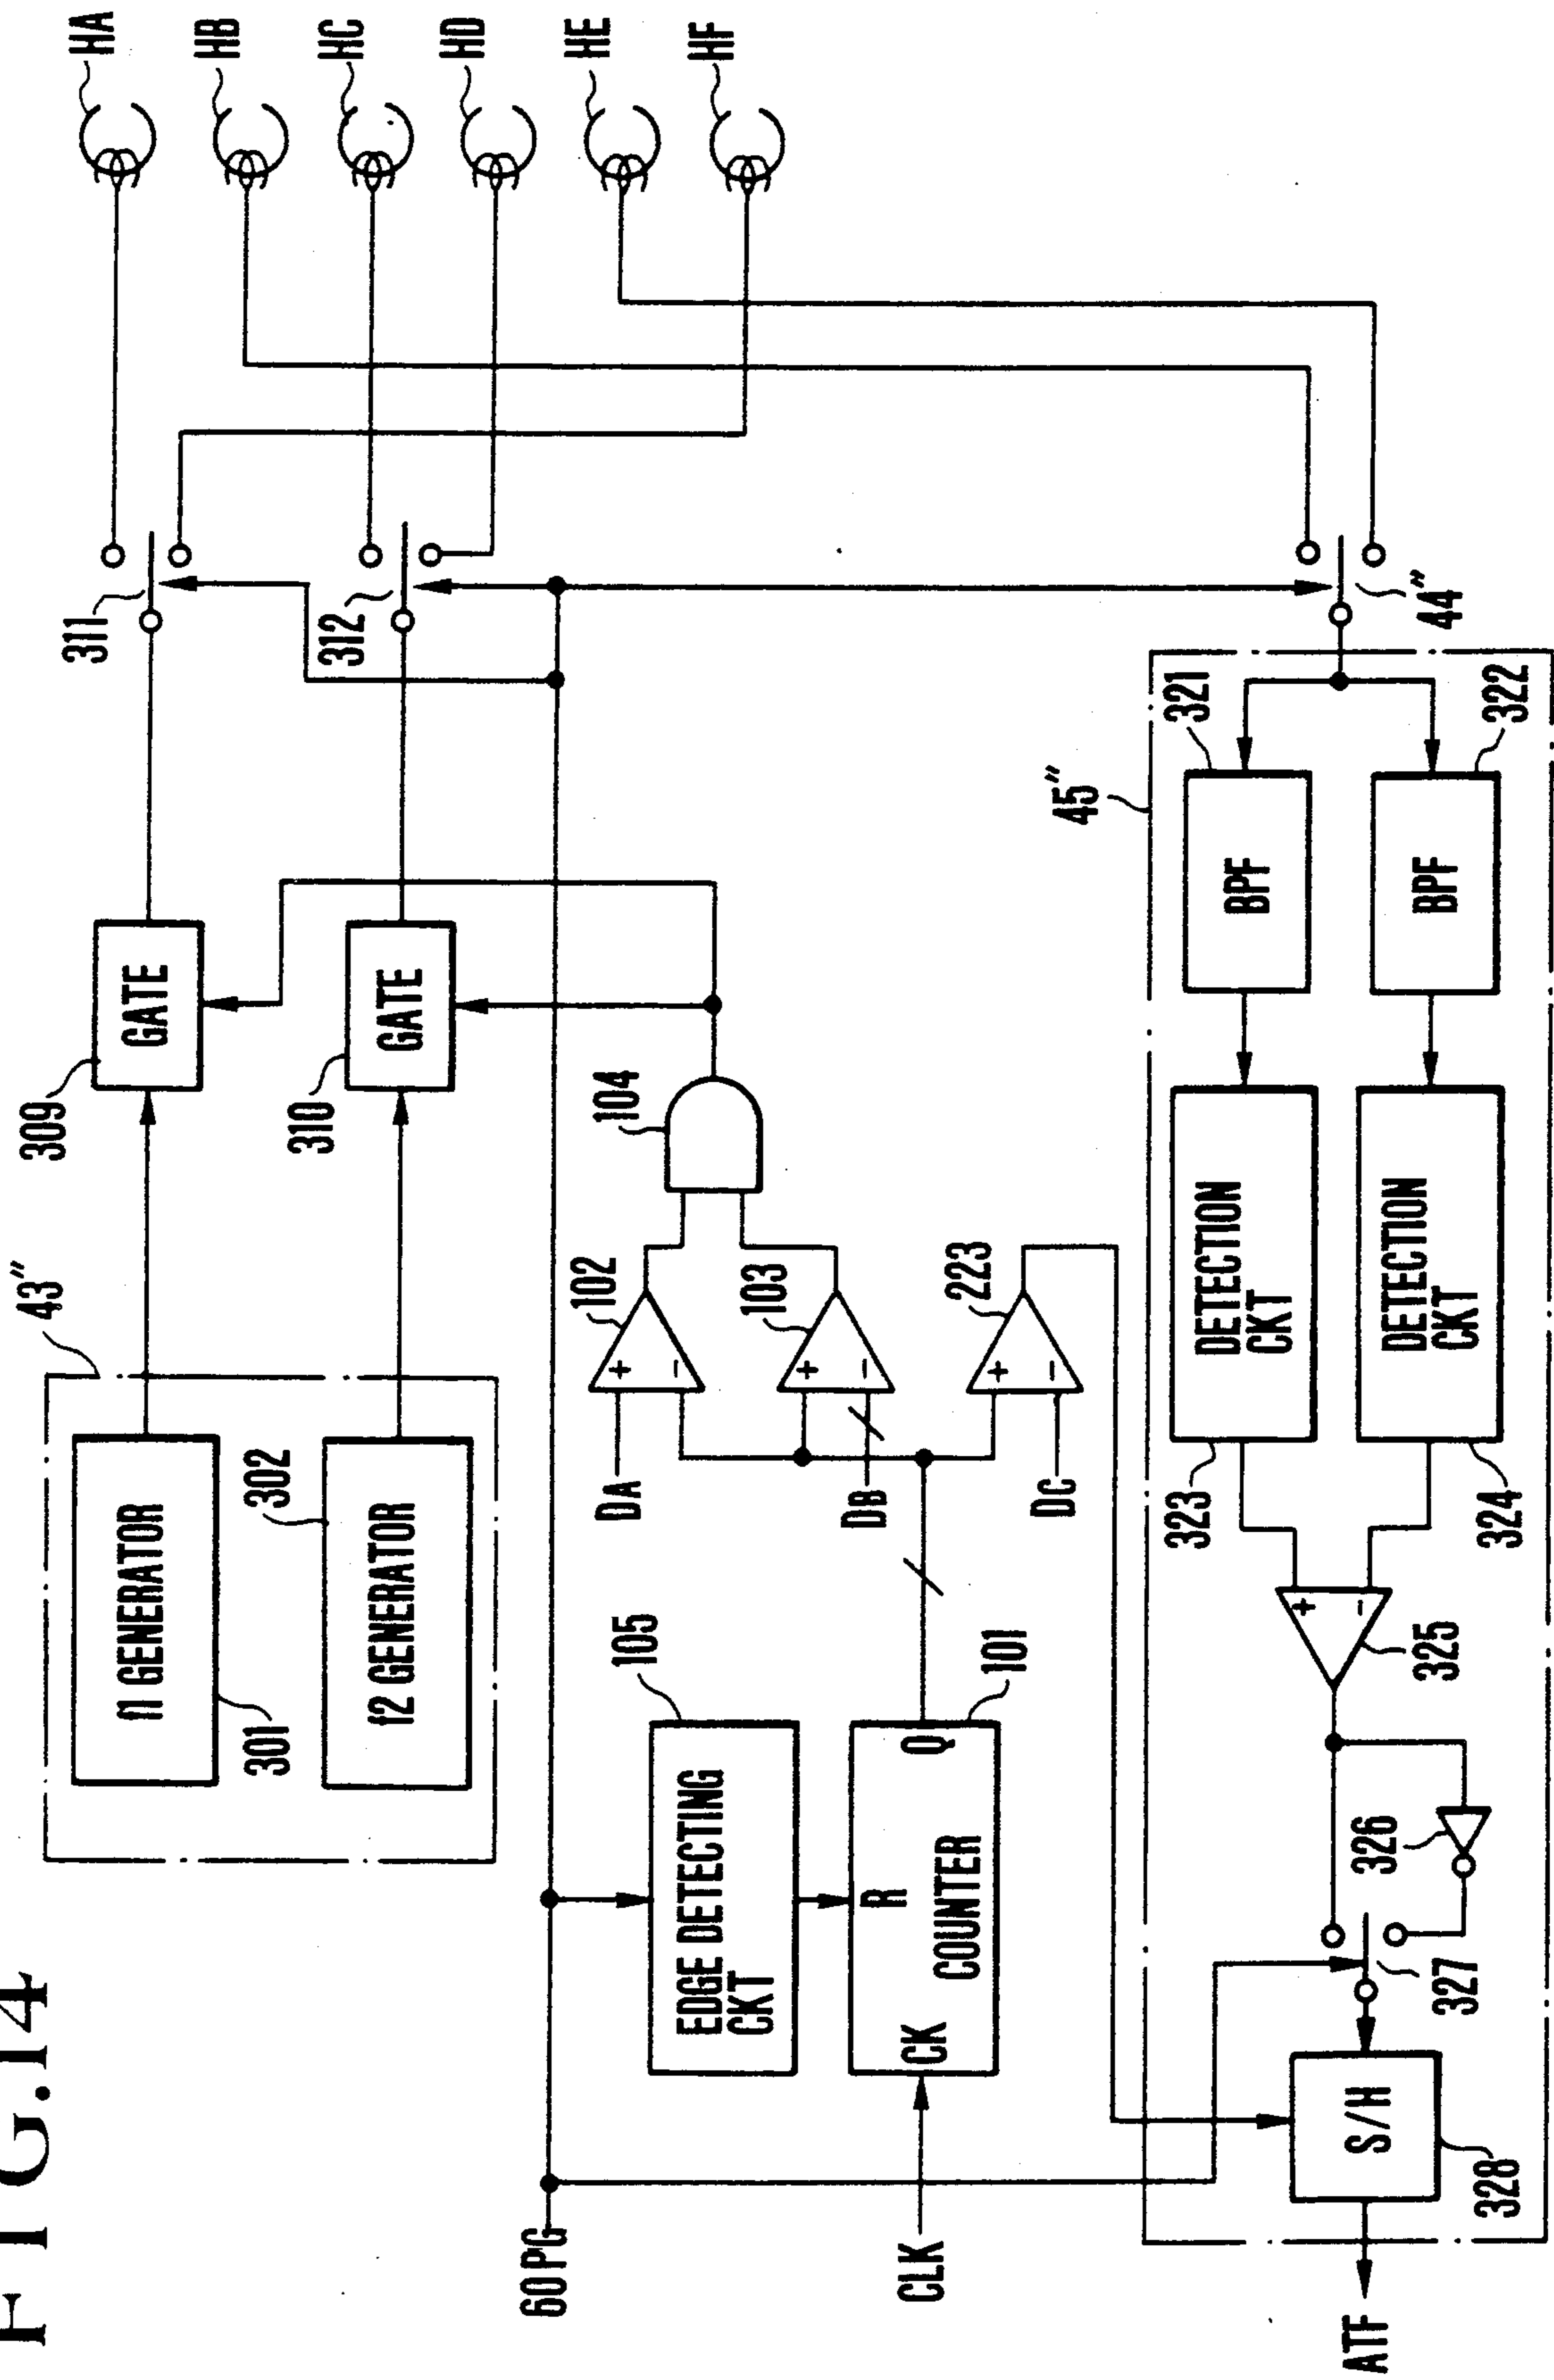 FIG.14
43"
f1 GENERATOR
301
302
f2 GENERATOR
309
GATE
310
GATE
311
312
HA
HB
HC
HD
HE
HF
60PG
105
EDGE DETECTING
CKT
101
R
Q
COUNTER
CK
CLK
DA
DB
DC
102
+
-
103
+
-
223
+
-
104
44"
45"
321
BPF
322
BPF
DETECTION
CKT
323
DETECTION
CKT
324
+
-
325
326
327
S/H
328
ATF